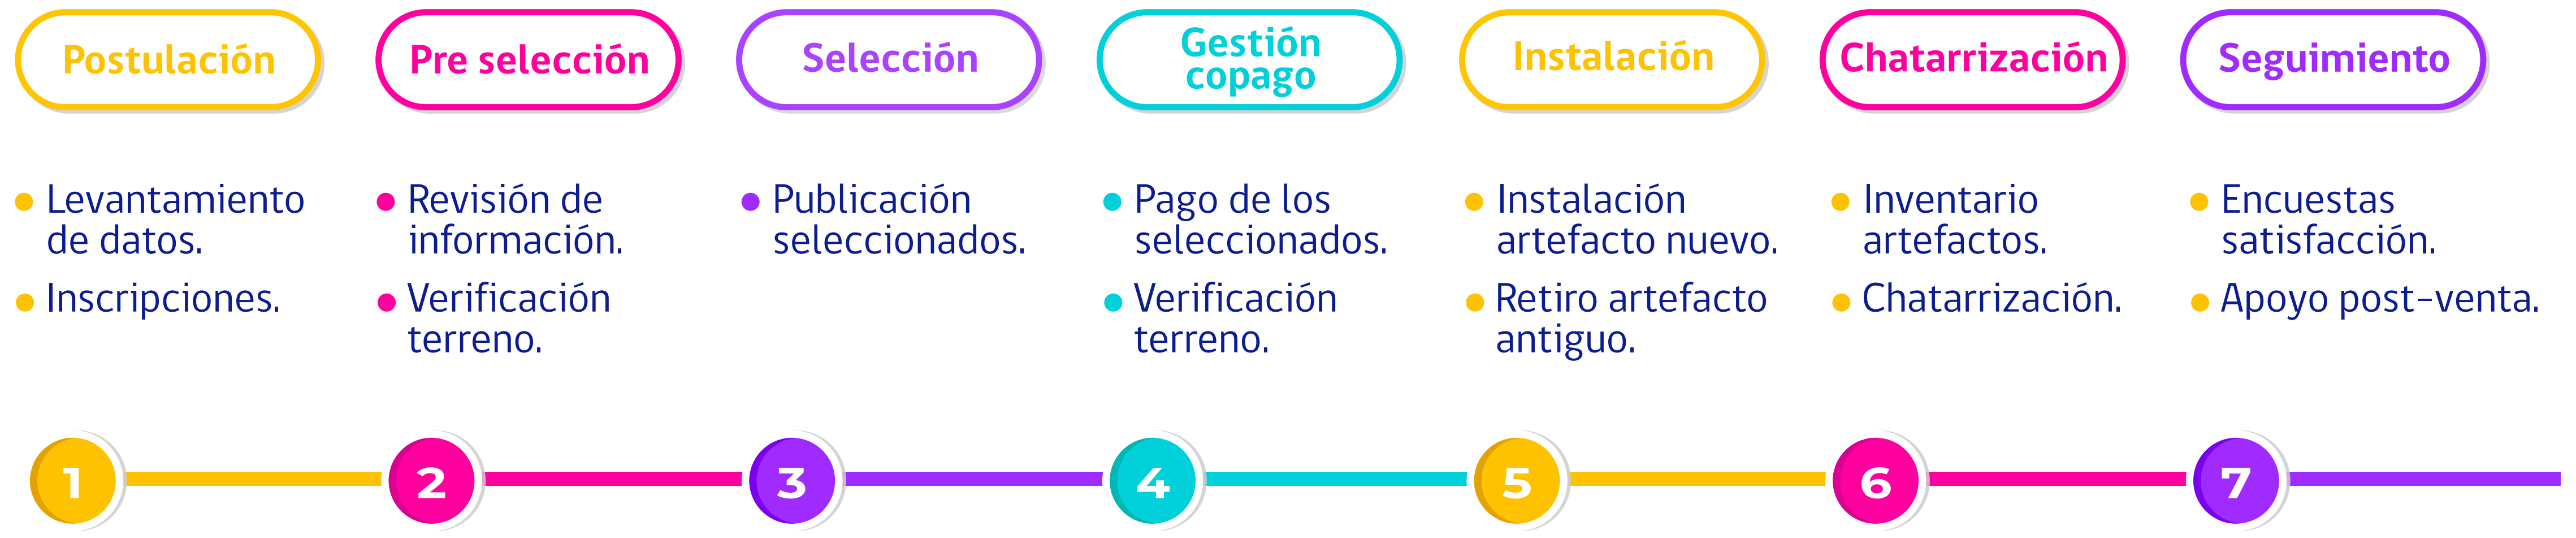 Postulación
Levantamiento
de datos.
Inscripciones.
1
Pre selección
Revisión de
información.
Verificación
terreno.
2
Selección
Publicación
seleccionados.
3
Gestión
copago
Pago de los
seleccionados.
Verificación
terreno.
4
Instalación
Instalación
artefacto nuevo.
Retiro artefacto
antiguo.
5
Chatarrización
Inventario
artefactos.
Chatarrización.
6
Seguimiento
Encuestas
satisfacción.
Apoyo post-venta.
7